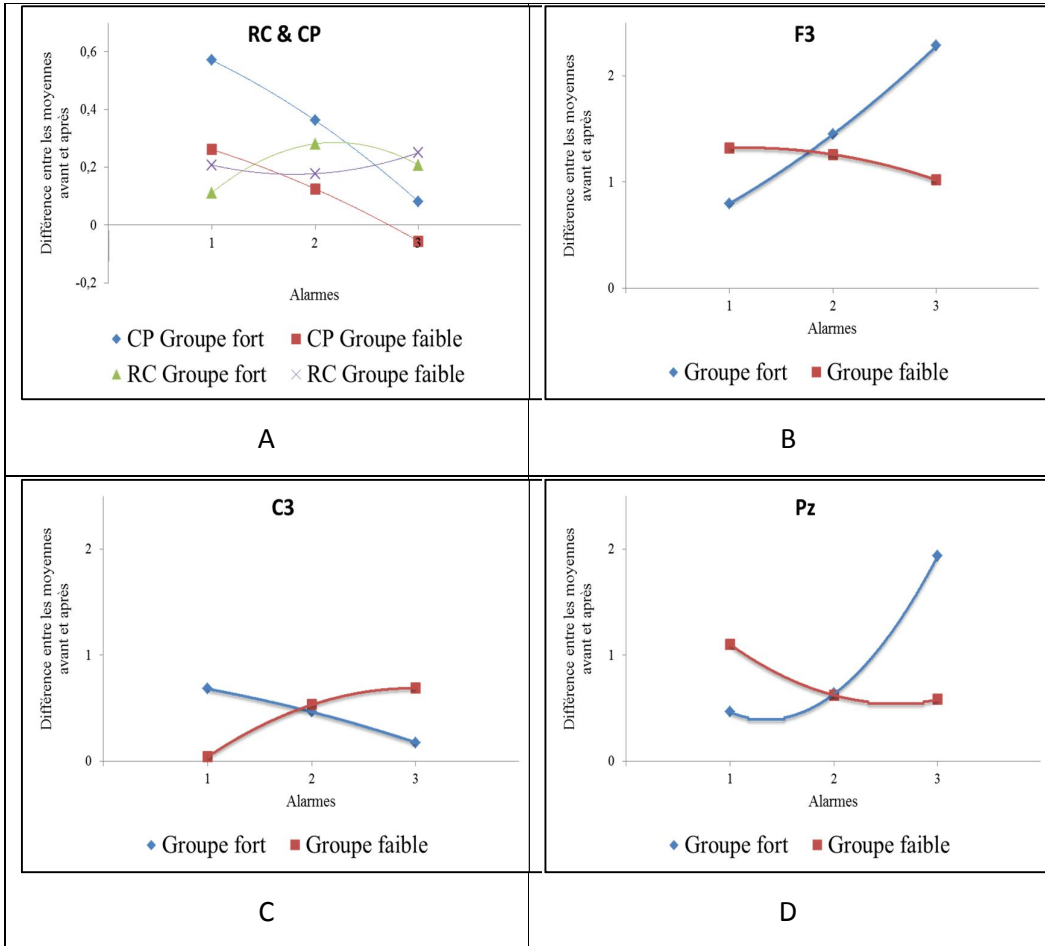 RC & CP
Différence entre les moyennes
avant et après
0,6
0,4
0,2
0
-0,2
1
2
3
Alarmes
CP Groupe fort
CP Groupe faible
RC Groupe fort
RC Groupe faible
A
F3
Différence entre les moyennes
avant et après
2
1
0
1
2
3
Alarmes
Groupe fort
Groupe faible
B
C3
Différence entre les moyennes
avant et après
2
1
0
1
2
3
Alarmes
Groupe fort
Groupe faible
C
Pz
Différence entre les moyennes
avant et après
2
1
0
1
2
3
Alarmes
Groupe fort
Groupe faible
D